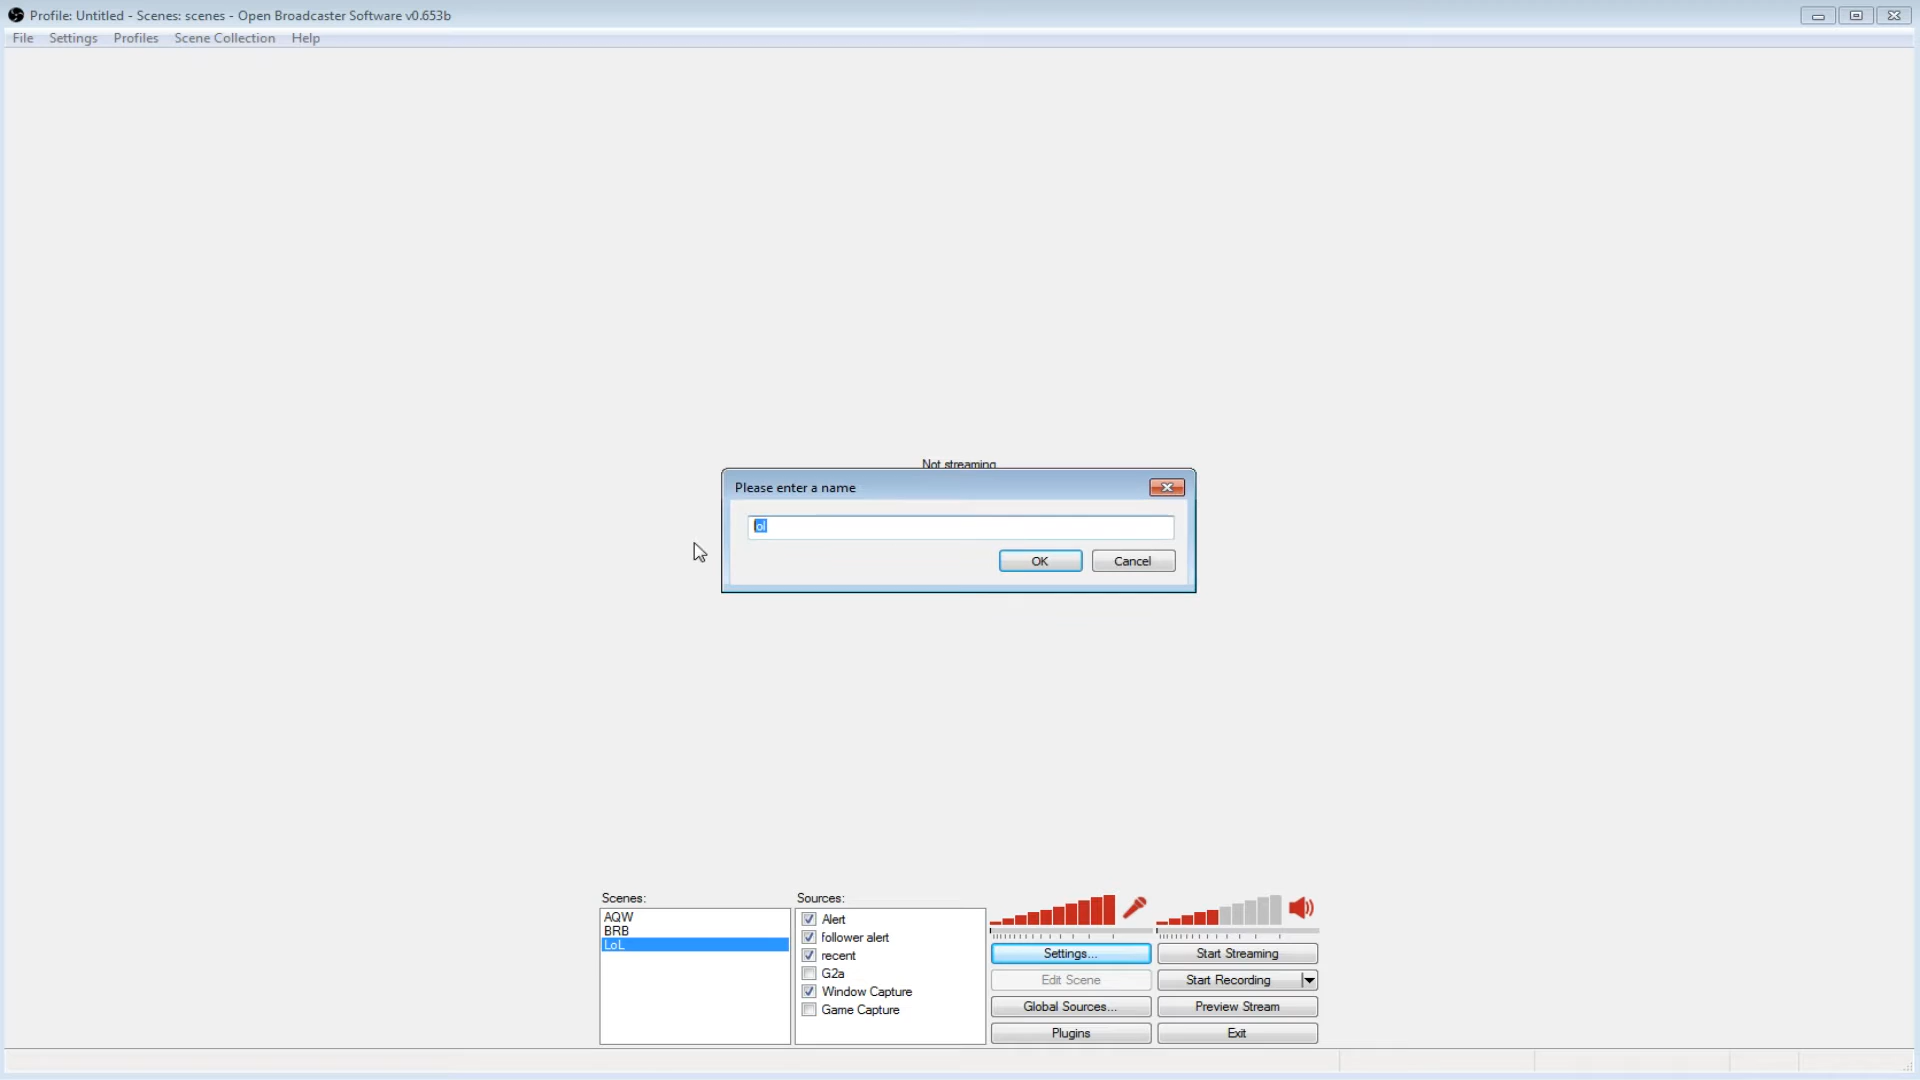 Profile: Untitled - Scenes: scenes - Open Broadcaster Software v0.653b
File Settings Profiles Scene Collection Help
Not streaming
Please enter a name
OK Cancel
Scenes:
AQW
BRB
LoL
Sources:
Alert
follower alert
recent
G2a
Window Capture
Game Capture
Settings... Start Streaming
Edit Scene Start Recording
Global Sources... Preview Stream
Plugins Exit